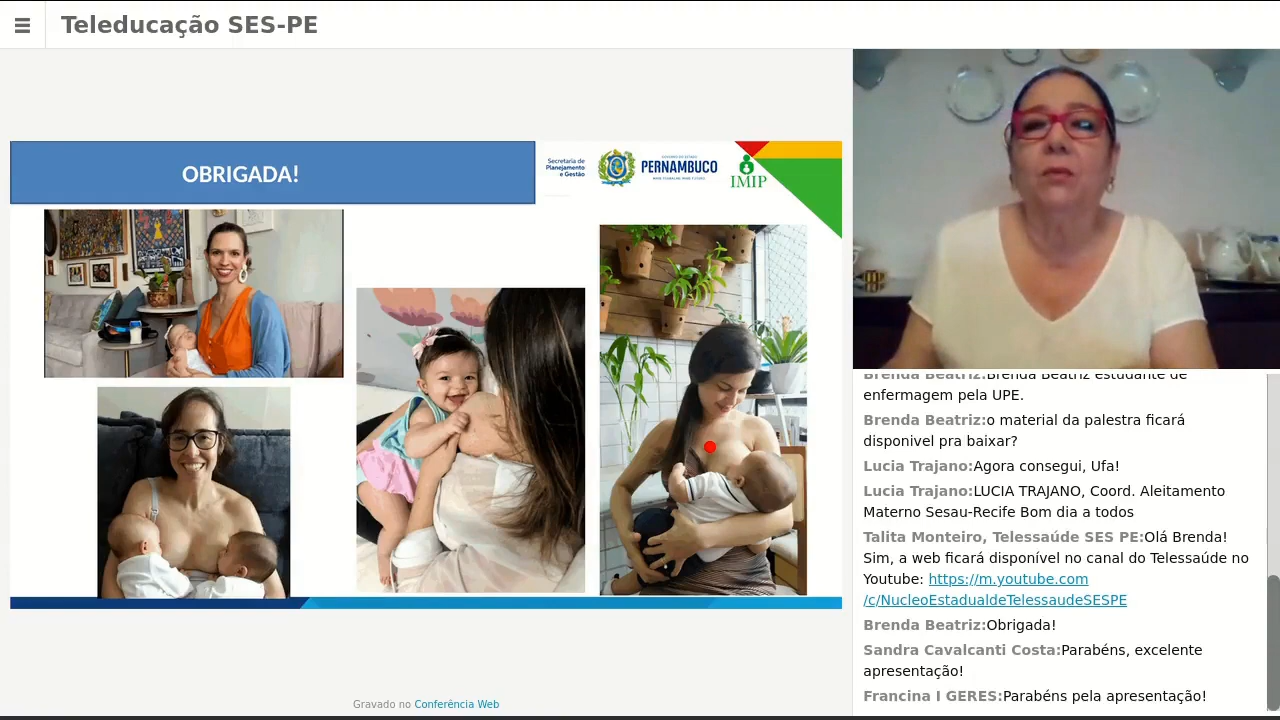 Teleducação SES-PE
OBRIGADA!
Secretaria de
Planejamento
e Gestão
PERNAMBUCO
IMIP
Brenda Beatriz:Brenda Beatriz estudante de
enfermagem pela UPE.
Brenda Beatriz:o material da palestra ficará
disponivel pra baixar?
Lucia Trajano:Agora consegui, Ufa!
Lucia Trajano:LUCIA TRAJANO, Coord. Aleitamento
Materno Sesau-Recife Bom dia a todos
Talita Monteiro, Telessaúde SES PE:Olá Brenda!
Sim, a web ficará disponível no canal do Telessaúde no
Youtube: https://m.youtube.com
/c/NucleoEstadualdeTelessaudeSESPE
Brenda Beatriz:Obrigada!
Sandra Cavalcanti Costa:Parabéns, excelente
apresentação!
Francina I GERES:Parabéns pela apresentação!
Gravado no Conferência Web